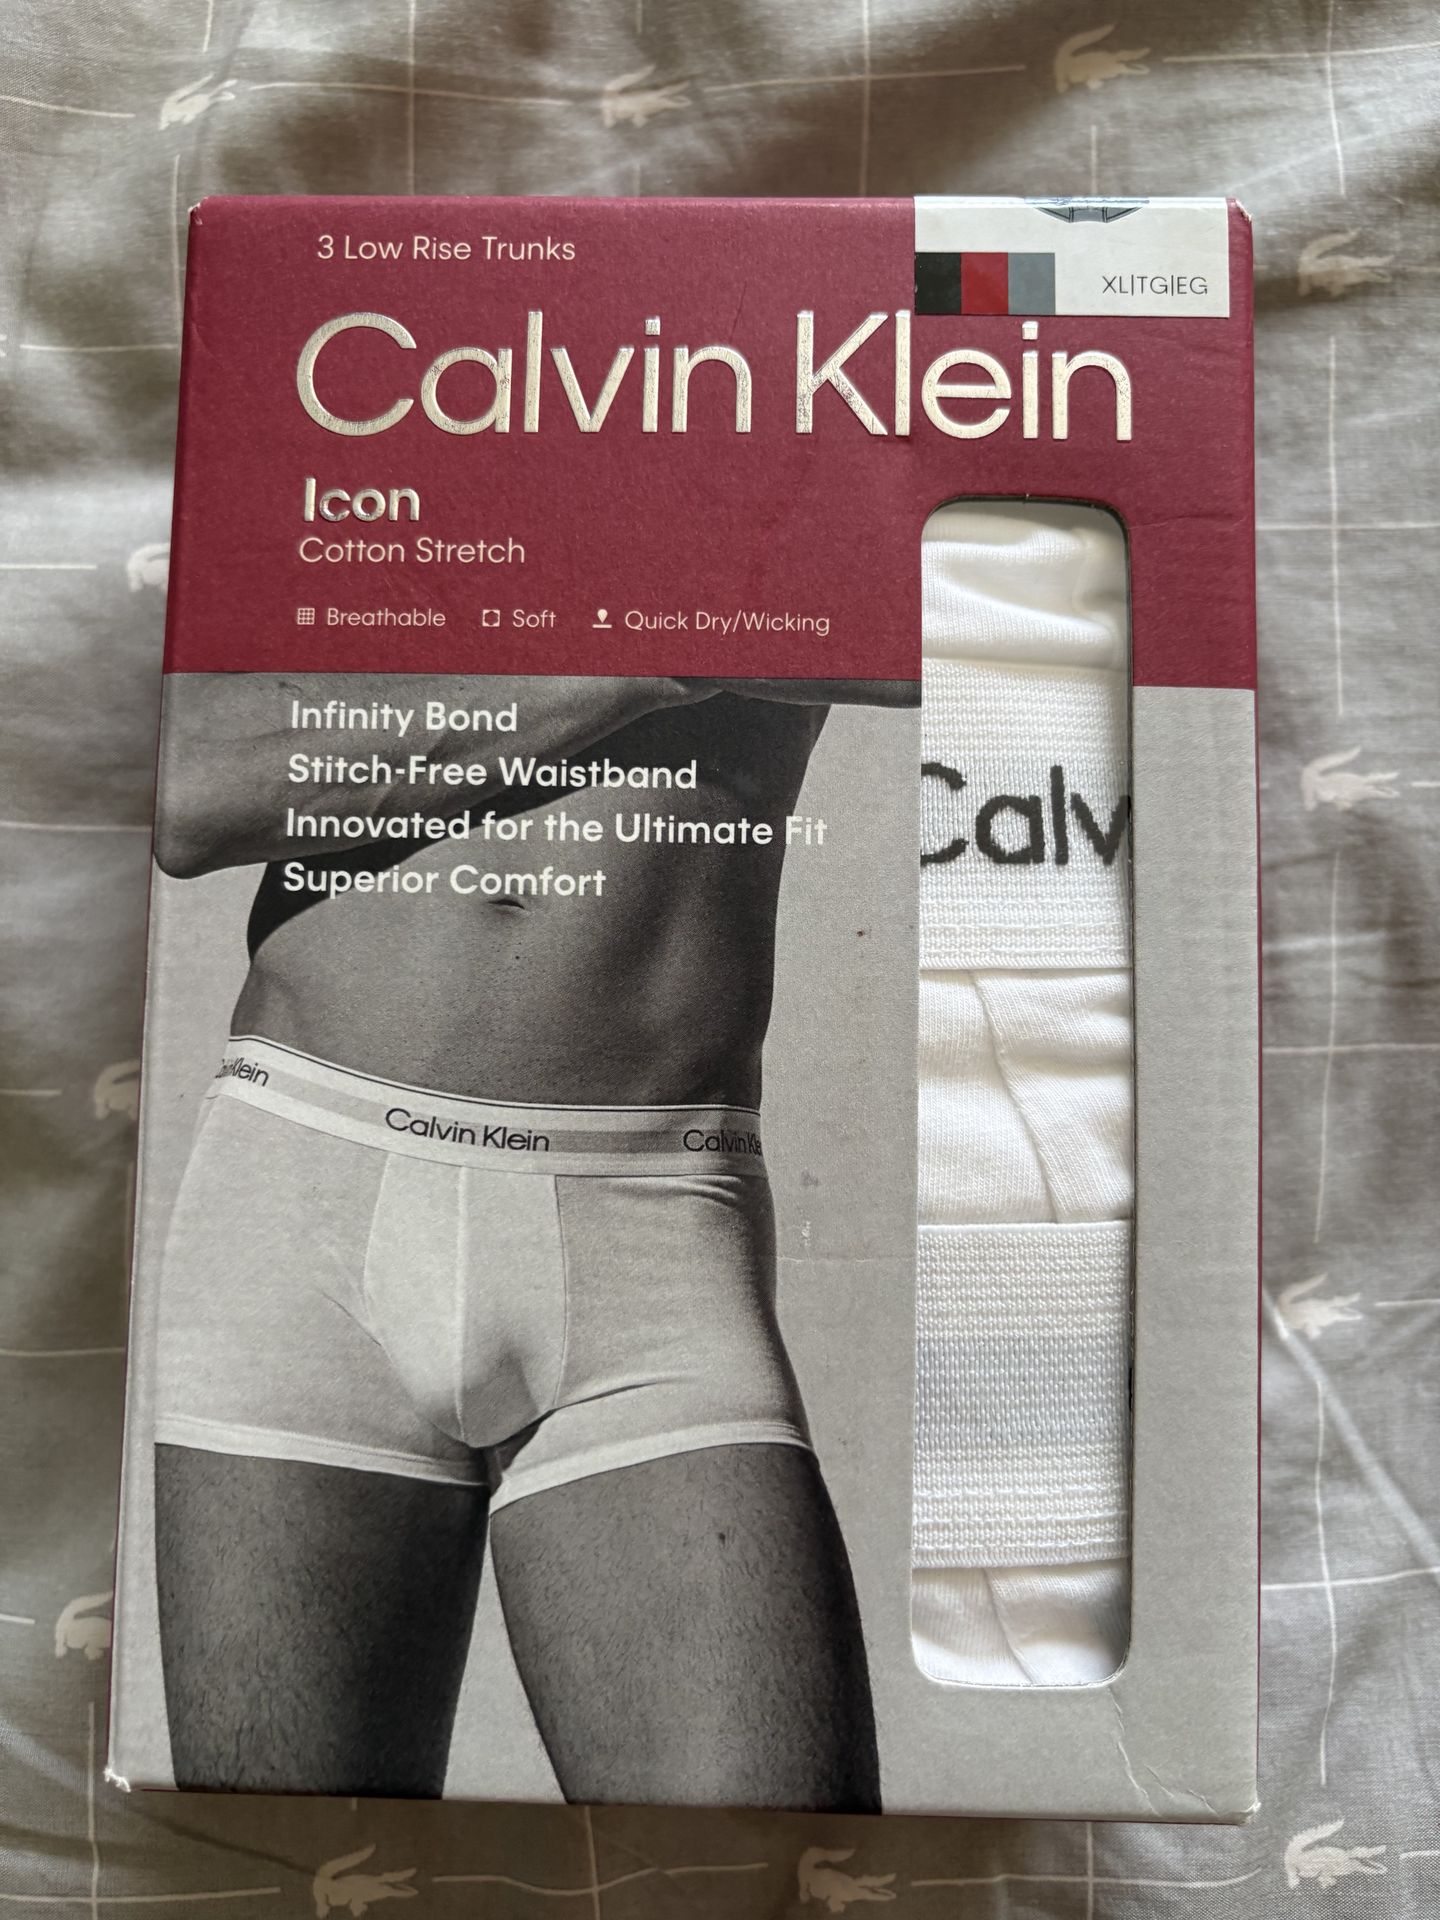 3 Low Rise Trunks
XL|TG|EG
Calvin Klein
Icon
Cotton Stretch
Breathable Soft Quick Dry/Wicking
Infinity Bond
Stitch-Free Waistband
Innovated for the Ultimate Fit
Superior Comfort
Calv
Klein Calvin Klein Calvin Kle